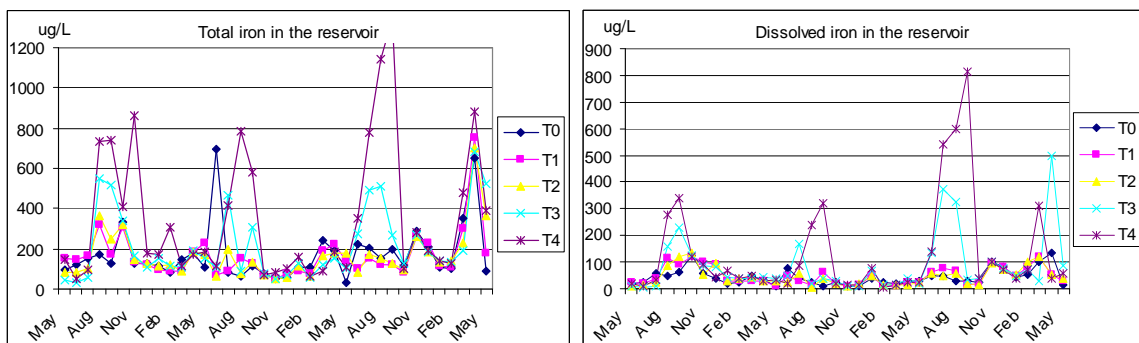 ug/L
Total iron in the reservoir
1200
1000
800
600
400
200
0
May
Aug
Nov
Feb
May
Aug
Nov
Feb
May
Aug
Nov
Feb
May
T0
T1
T2
T3
T4
ug/L
Dissolved iron in the reservoir
900
800
700
600
500
400
300
200
100
0
May
Aug
Nov
Feb
May
Aug
Nov
Feb
May
Aug
Nov
Feb
May
T0
T1
T2
T3
T4